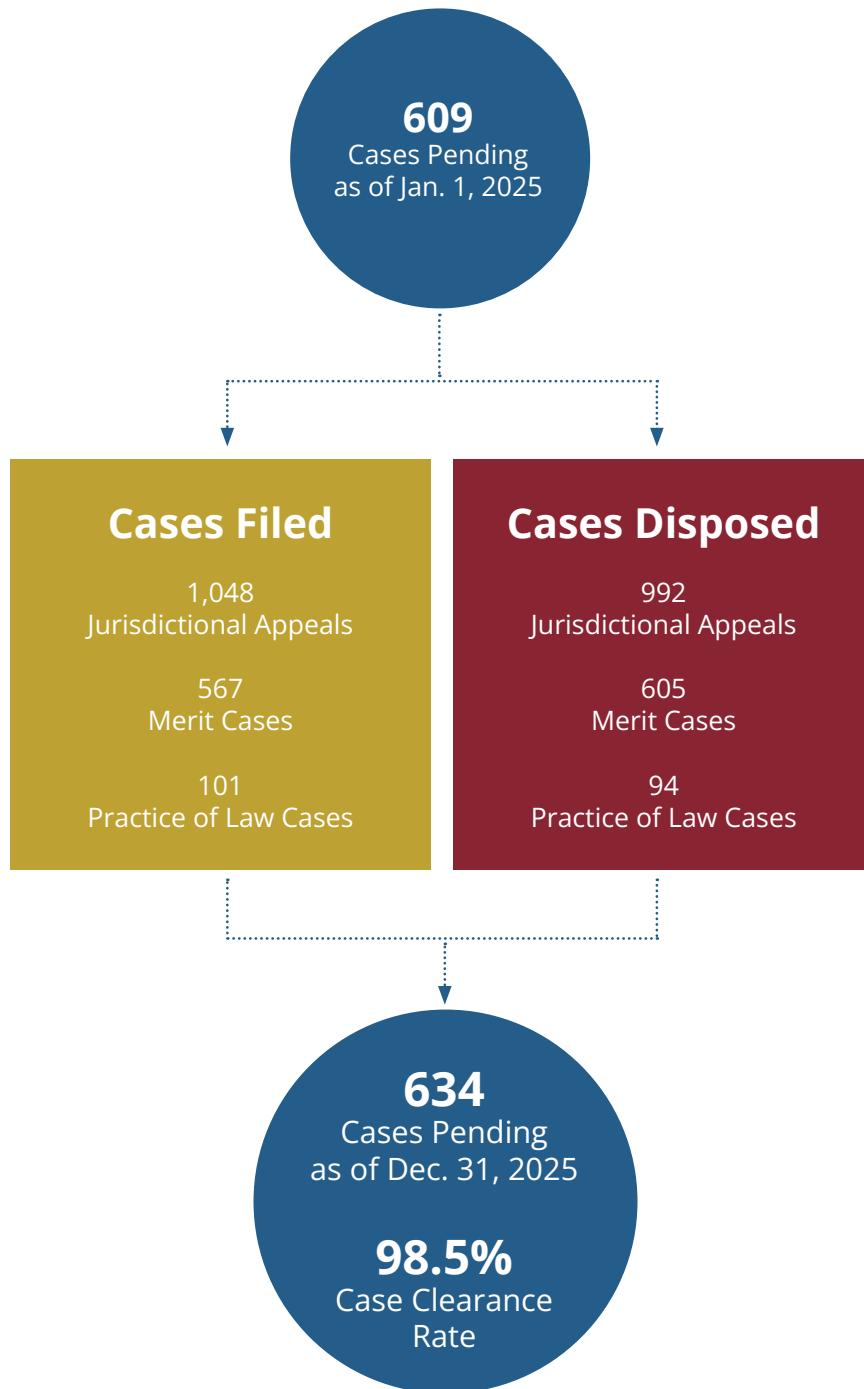 609
Cases Pending
as of Jan. 1, 2025
Cases Filed
1,048
Jurisdictional Appeals
567
Merit Cases
101
Practice of Law Cases
Cases Disposed
992
Jurisdictional Appeals
605
Merit Cases
94
Practice of Law Cases
634
Cases Pending
as of Dec. 31, 2025
98.5%
Case Clearance
Rate